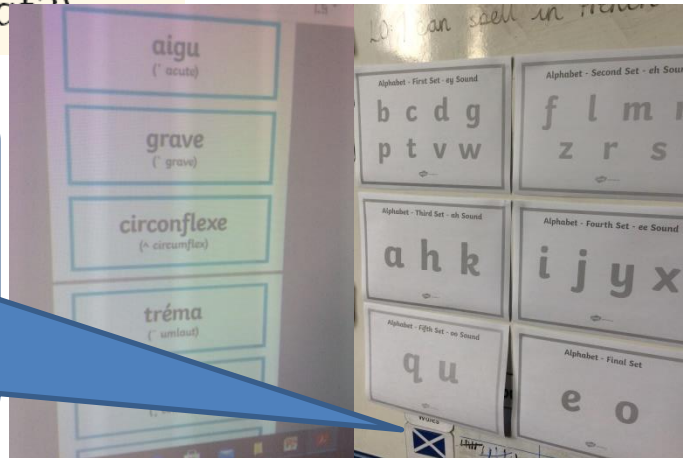 aigu
(´ acute)
grave
(` grave)
circonflexe
(^ circumflex)
tréma
(¨ umlaut)
LO: I can spell in French
Alphabet - First Set - ey Sound
b c d g
p t v w
Alphabet - Second Set - eh
f l m
z r s
Alphabet - Third Set - ah Sound
a h k
Alphabet - Fourth Set - ee Sound
i j y x
Alphabet - Fifth Set - oo Sound
q u
Alphabet - Final Set
e o
Wales